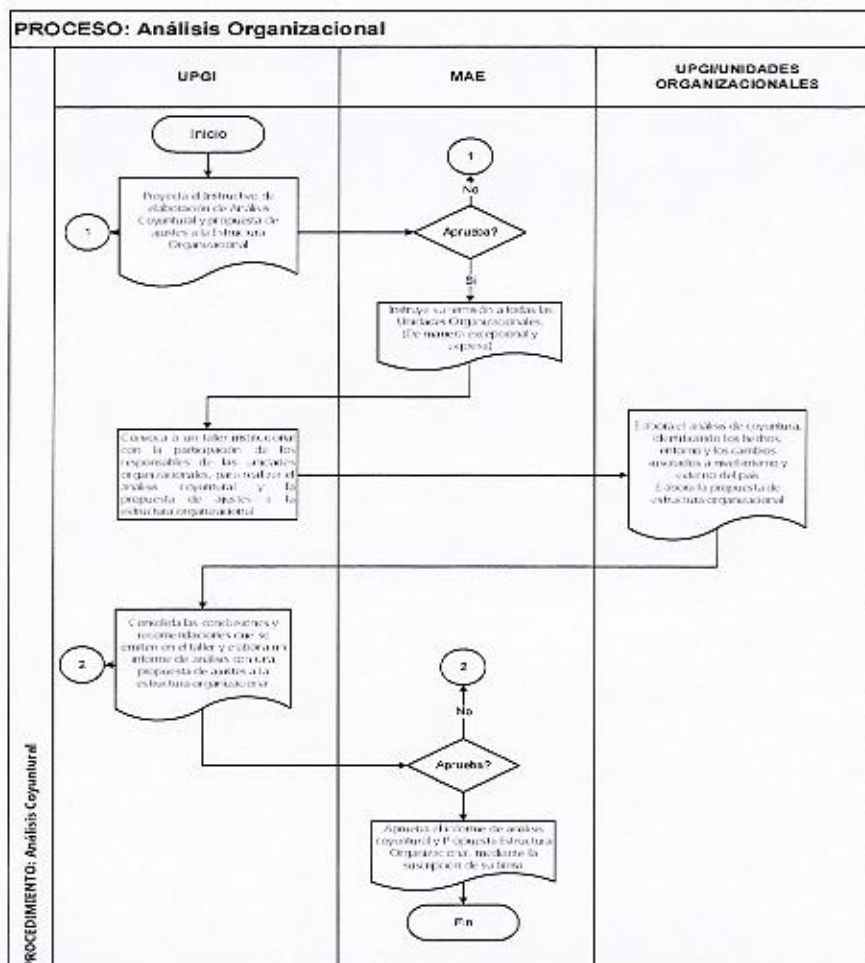 PROCESO: Análisis Organizacional
UPGI
MAE
UPGI/UNIDADES
ORGANIZACIONALES
PROCEDIMIENTO: Análisis Coyuntural
Inicio
Proyecta el Instructivo de
elaboración de Análisis
Coyuntural y propuesta de
ajustes a la Estructura
Organizacional
1
1
No
Aprueba?
Si
Instruye su remisión a todas las
Unidades Organizacionales.
(De manera excepcional y
expresa)
Convoca a un taller institucional
con la participación de los
responsables de las unidades
organizacionales, para realizar el
análisis coyuntural y la
propuesta de ajustes a la
estructura organizacional
Elabora el análisis de coyuntura,
identificando los hechos,
entorno y los cambios
suscitados a nivel interno y
externo del país
Elabora la propuesta de
estructura organizacional
Consolida las conclusiones y
recomendaciones que se
emiten en el taller y elabora un
informe de análisis con una
propuesta de ajustes a la
estructura organizacional
2
2
No
Aprueba?
Aprueba el informe de análisis
coyuntural y Propuesta Estructura
Organizacional, mediante la
suscripción de su firma
Fin